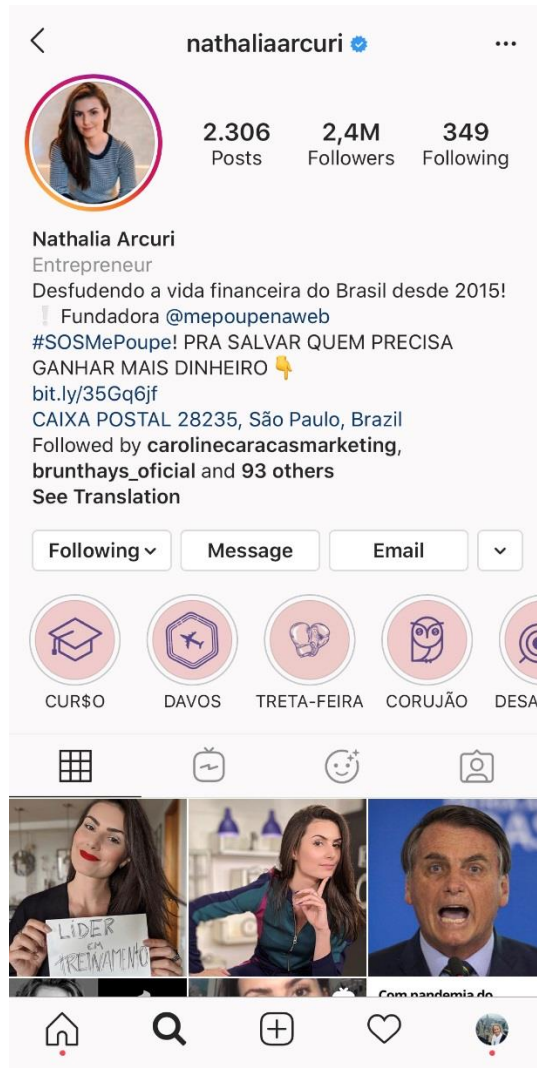 nathaliaarcuri
2.306 2,4M 349
Posts Followers Following
Nathalia Arcuri
Entrepreneur
Desfudendo a vida financeira do Brasil desde 2015!
❕ Fundadora @mepoupenaweb
#SOSMePoupe! PRA SALVAR QUEM PRECISA
GANHAR MAIS DINHEIRO 👇
bit.ly/35Gq6jf
CAIXA POSTAL 28235, São Paulo, Brazil
Followed by carolinecaracasmarketing,
brunthays_oficial and 93 others
See Translation
Following Message Email
CUR$O DAVOS TRETA-FEIRA CORUJÃO DESA
LÍDER
EM
TREINAMENTO
Com pandemia do